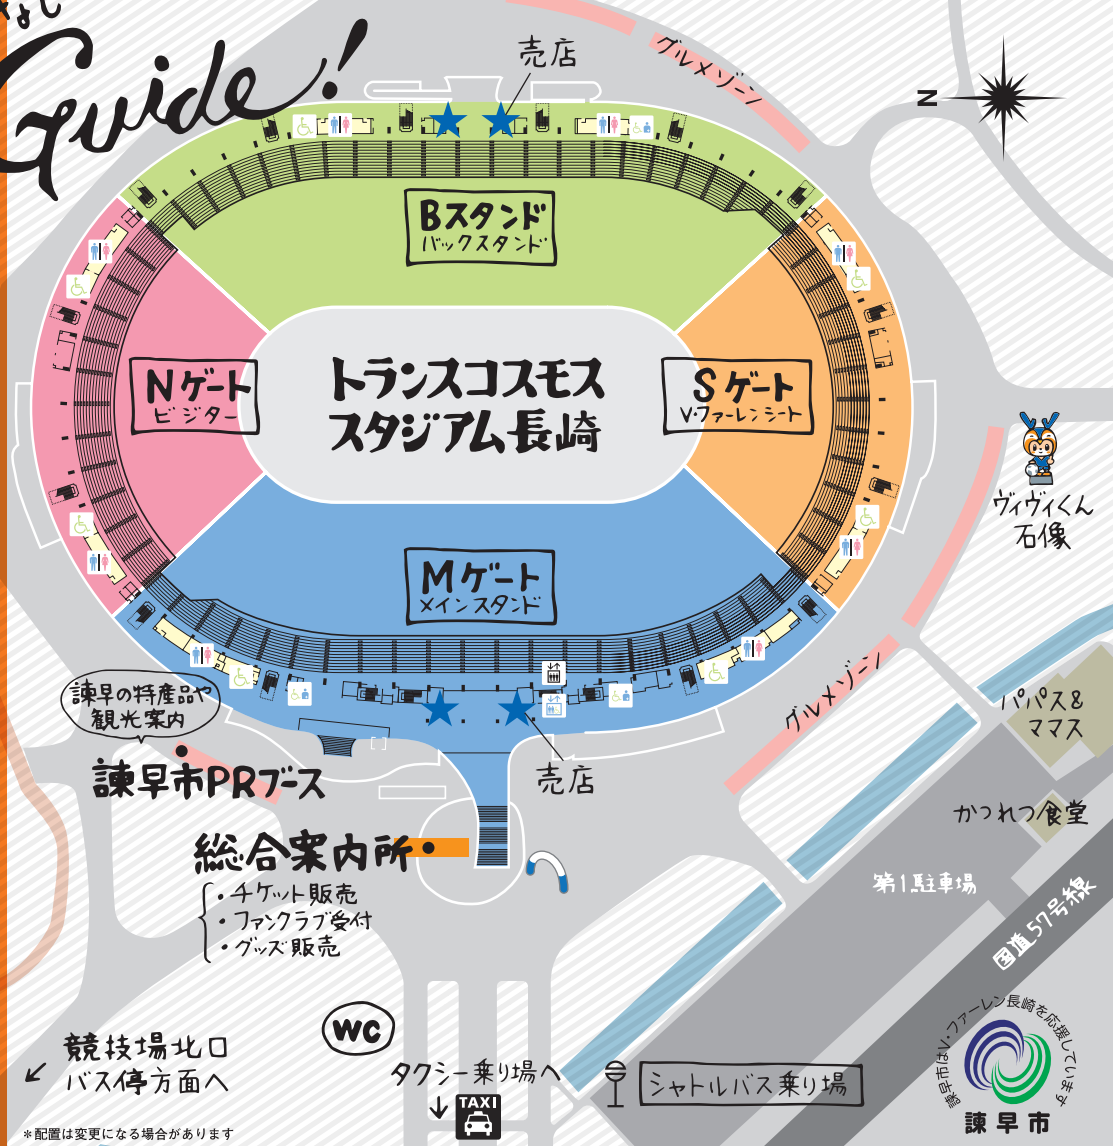 Guide!
売店
グルメゾーン
N
Bスタンド
バックスタンド
Nゲート
ビジター
トランスコスモス
スタジアム長崎
Sゲート
V・ファーレンシート
ヴィヴィくん
石像
Mゲート
メインスタンド
諫早の特産品や
観光案内
諫早市PRブース
売店
グルメゾーン
パパス&
ママス
かつれつ食堂
総合案内所
・チケット販売
・ファンクラブ受付
・グッズ販売
第1駐車場
国道57号線
WC
競技場北口
バス停方面へ
タクシー乗り場へ
TAXI
シャトルバス乗り場
諫早市はV・ファーレン長崎を応援しています
諫早市
*配置は変更になる場合があります